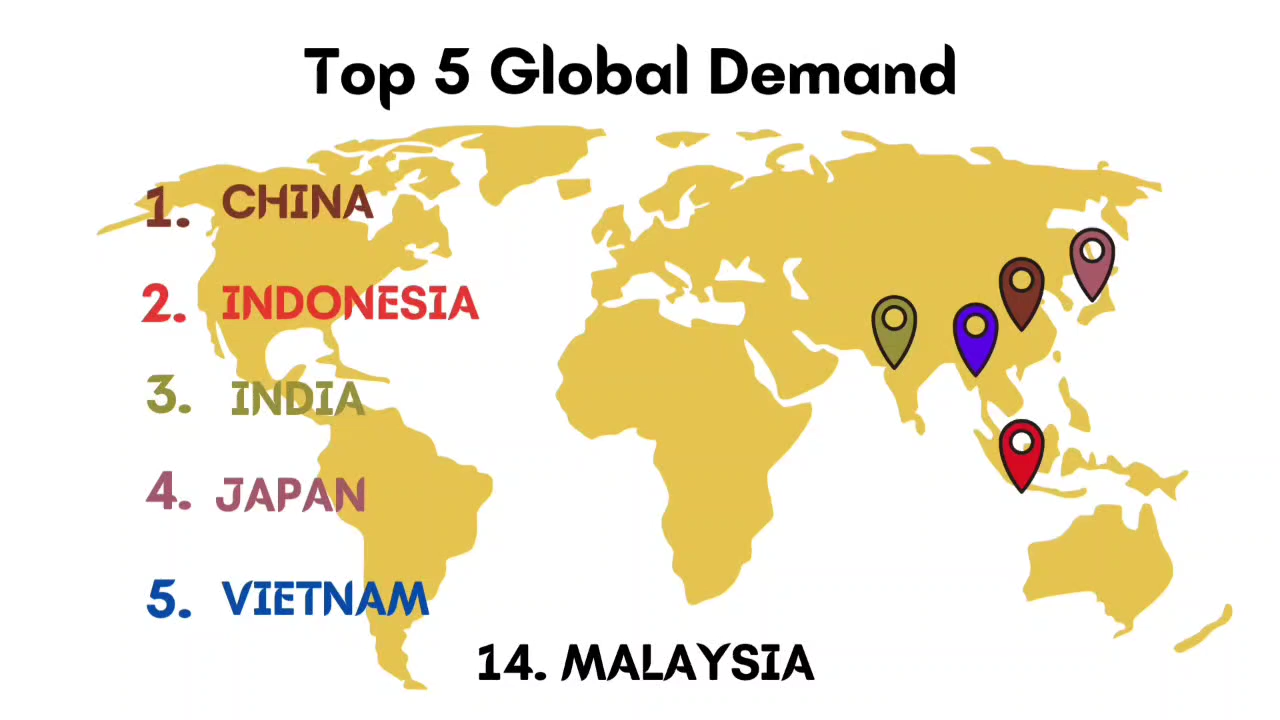 Top 5 Global Demand
1. CHINA
2. INDONESIA
3. INDIA
4. JAPAN
5. VIETNAM
14. MALAYSIA